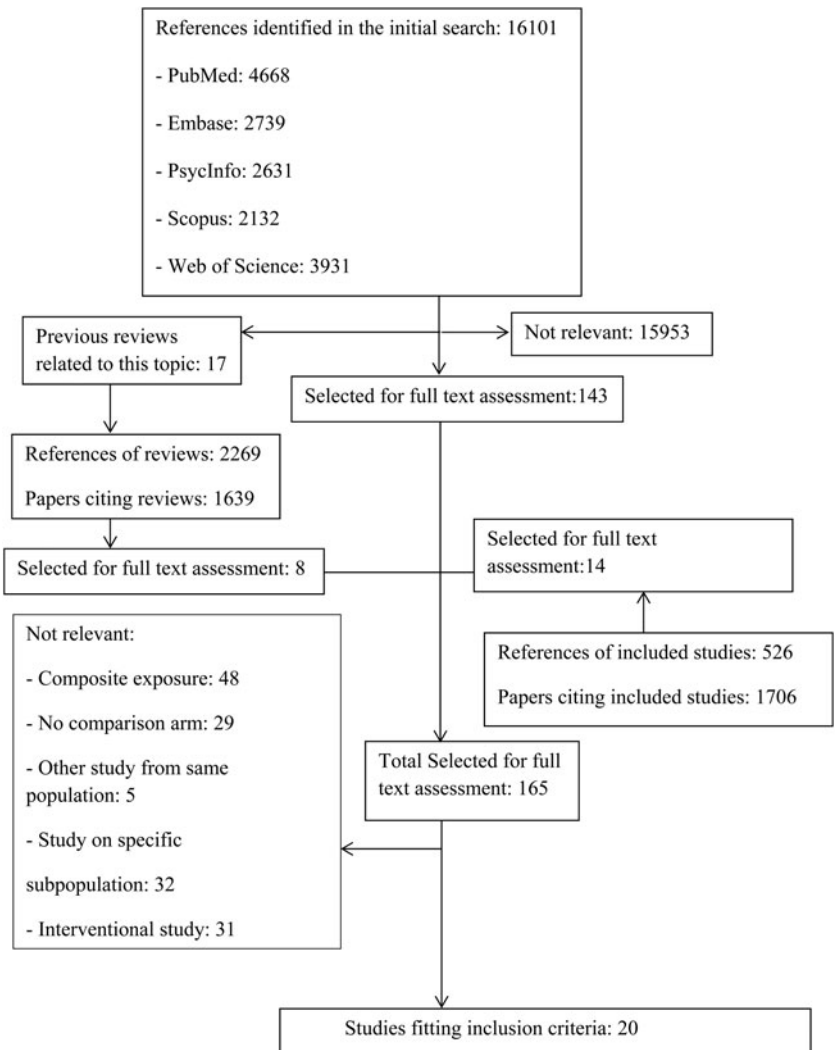 References identified in the initial search: 16101
- PubMed: 4668
- Embase: 2739
- PsycInfo: 2631
- Scopus: 2132
- Web of Science: 3931
Previous reviews
related to this topic: 17
Not relevant: 15953
Selected for full text assessment:143
References of reviews: 2269
Papers citing reviews: 1639
Selected for full text assessment: 8
Selected for full text
assessment:14
References of included studies: 526
Papers citing included studies: 1706
Not relevant:
- Composite exposure: 48
- No comparison arm: 29
- Other study from same
population: 5
- Study on specific
subpopulation: 32
- Interventional study: 31
Total Selected for full
text assessment: 165
Studies fitting inclusion criteria: 20